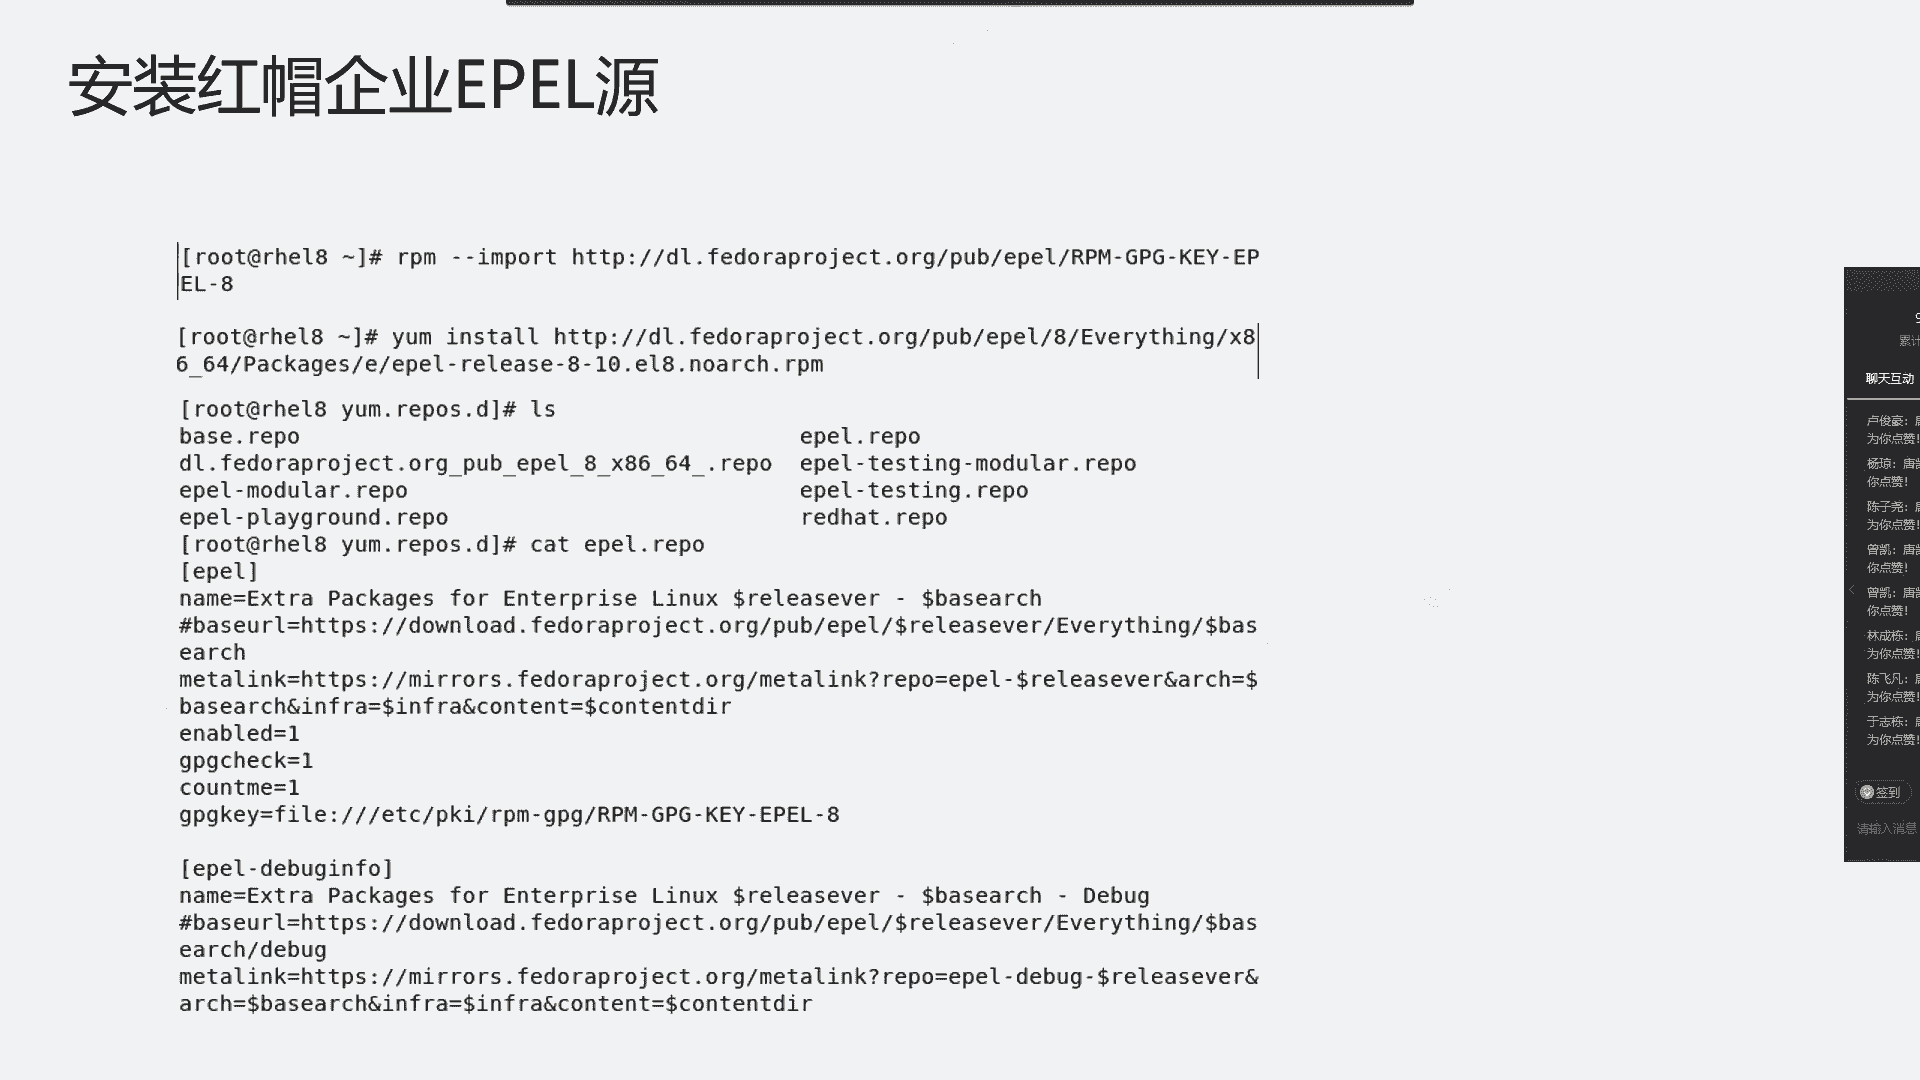 安装红帽企业EPEL源
[root@rhel8 ~]# rpm --import http://dl.fedoraproject.org/pub/epel/RPM-GPG-KEY-EP
EL-8
[root@rhel8 ~]# yum install http://dl.fedoraproject.org/pub/epel/8/Everything/x8
6_64/Packages/e/epel-release-8-10.el8.noarch.rpm
[root@rhel8 yum.repos.d]# ls
base.repo epel.repo
dl.fedoraproject.org_pub_epel_8_x86_64_.repo epel-testing-modular.repo
epel-modular.repo epel-testing.repo
epel-playground.repo redhat.repo
[root@rhel8 yum.repos.d]# cat epel.repo
[epel]
name=Extra Packages for Enterprise Linux $releasever - $basearch
#baseurl=https://download.fedoraproject.org/pub/epel/$releasever/Everything/$bas
earch
metalink=https://mirrors.fedoraproject.org/metalink?repo=epel-$releasever&arch=$
basearch&infra=$infra&content=$contentdir
enabled=1
gpgcheck=1
countme=1
gpgkey=file:///etc/pki/rpm-gpg/RPM-GPG-KEY-EPEL-8
[epel-debuginfo]
name=Extra Packages for Enterprise Linux $releasever - $basearch - Debug
#baseurl=https://download.fedoraproject.org/pub/epel/$releasever/Everything/$bas
earch/debug
metalink=https://mirrors.fedoraproject.org/metalink?repo=epel-debug-$releasever&
arch=$basearch&infra=$infra&content=$contentdir
累计
聊天互动
卢俊豪:
为你点赞!
杨琼: 唐
你点赞!
陈子尧:
为你点赞!
曾凯: 唐
你点赞!
曾凯: 唐
你点赞!
林成栋:
为你点赞!
陈飞凡:
为你点赞!
于志栋:
为你点赞!
签到
请输入消息